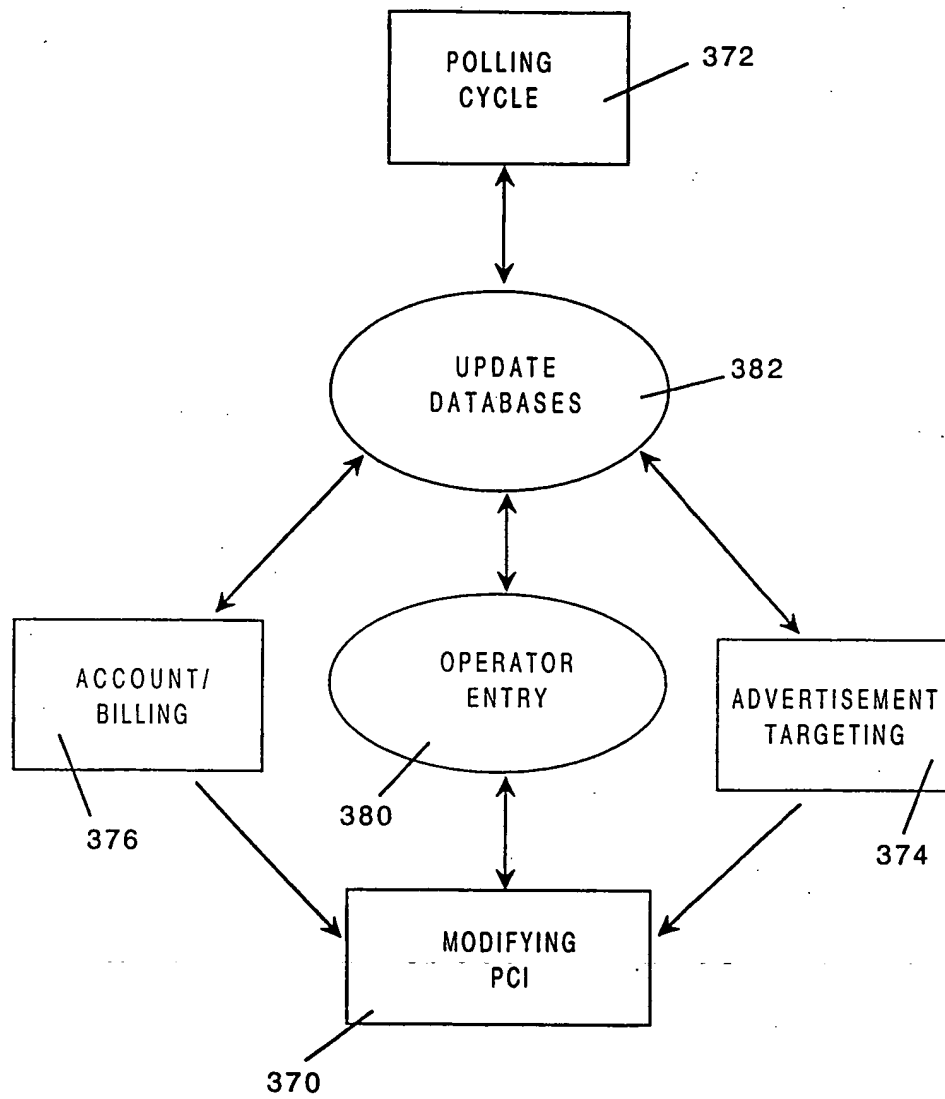 POLLING
CYCLE
372
UPDATE
DATABASES
382
ACCOUNT/
BILLING
376
OPERATOR
ENTRY
380
ADVERTISEMENT
TARGETING
374
MODIFYING
PCI
370